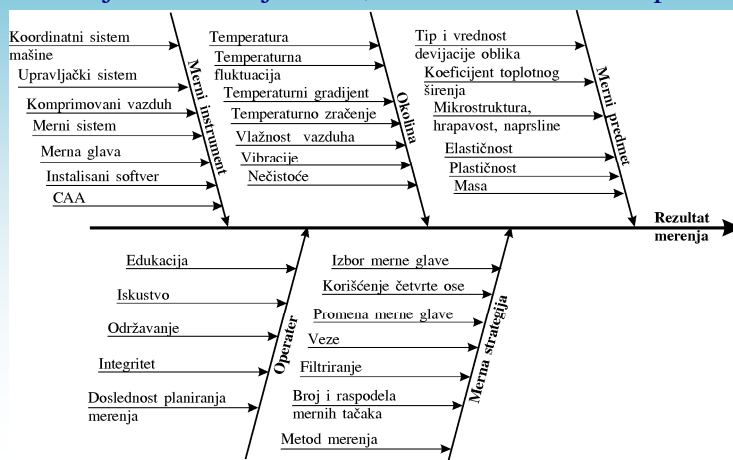 Koordinatni sistem
mašine
Upravljački sistem
Komprimovani vazduh
Merni sistem
Merna glava
Instalisani softver
CAA
Merni instrument
Temperatura
Temperaturna
fluktuacija
Temperaturni gradijent
Temperaturno zračenje
Vlažnost vazduha
Vibracije
Nečistoće
Okolina
Tip i vrednost
devijacije oblika
Koeficijent toplotnog
širenja
Mikrostruktura,
hrapavost, naprsline
Elastičnost
Plastičnost
Masa
Merni predmet
Rezultat
merenja
Edukacija
Iskustvo
Održavanje
Integritet
Doslednost planiranja
merenja
Operater
Izbor merne glave
Korišćenje četvrte ose
Promena merne glave
Veze
Filtriranje
Broj i raspodela
mernih tačaka
Metod merenja
Merna strategija